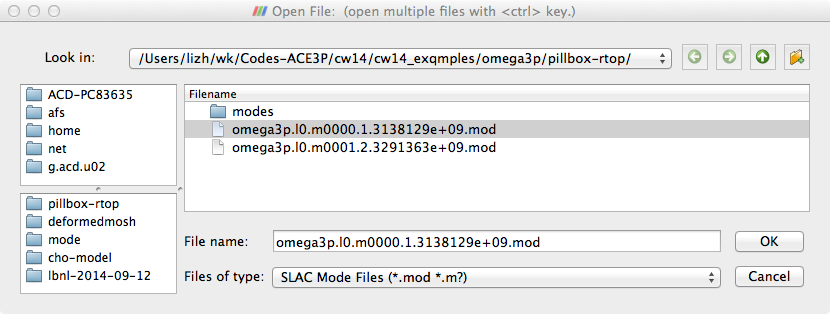 Open File: (open multiple files with <ctrl> key.)
Look in: /Users/lizh/wk/Codes-ACE3P/cw14/cw14_exqmples/omega3p/pillbox-rtop/
ACD-PC83635
afs
home
net
g.acd.u02
pillbox-rtop
deformedmosh
mode
cho-model
lbnl-2014-09-12
Filename
modes
omega3p.l0.m0000.1.3138129e+09.mod
omega3p.l0.m0001.2.3291363e+09.mod
File name: omega3p.l0.m0000.1.3138129e+09.mod OK
Files of type: SLAC Mode Files (*.mod *.m?) Cancel